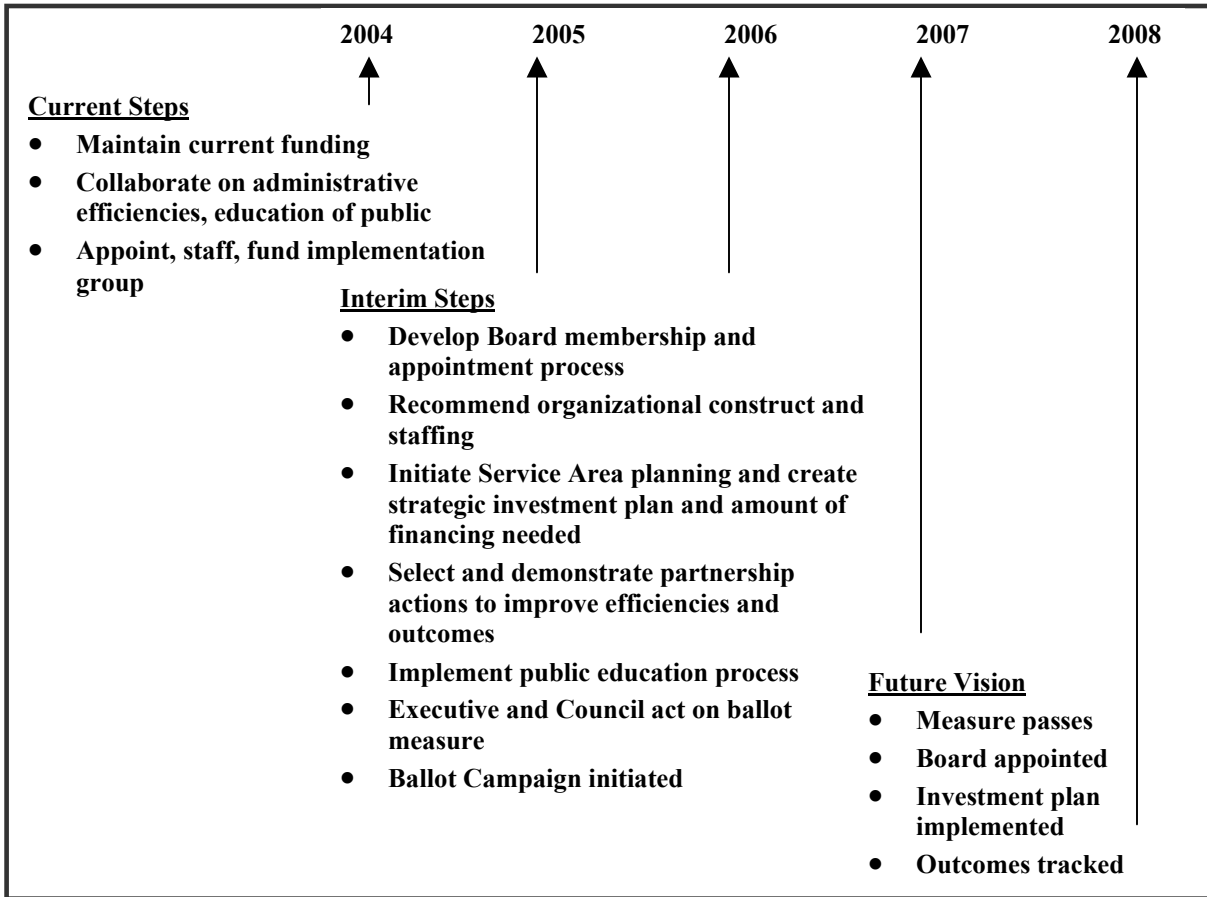 2004 2005 2006 2007 2008
Current Steps
• Maintain current funding
• Collaborate on administrative
efficiencies, education of public
• Appoint, staff, fund implementation
group
Interim Steps
• Develop Board membership and
appointment process
• Recommend organizational construct and
staffing
• Initiate Service Area planning and create
strategic investment plan and amount of
financing needed
• Select and demonstrate partnership
actions to improve efficiencies and
outcomes
• Implement public education process
• Executive and Council act on ballot
measure
• Ballot Campaign initiated
Future Vision
• Measure passes
• Board appointed
• Investment plan
implemented
• Outcomes tracked